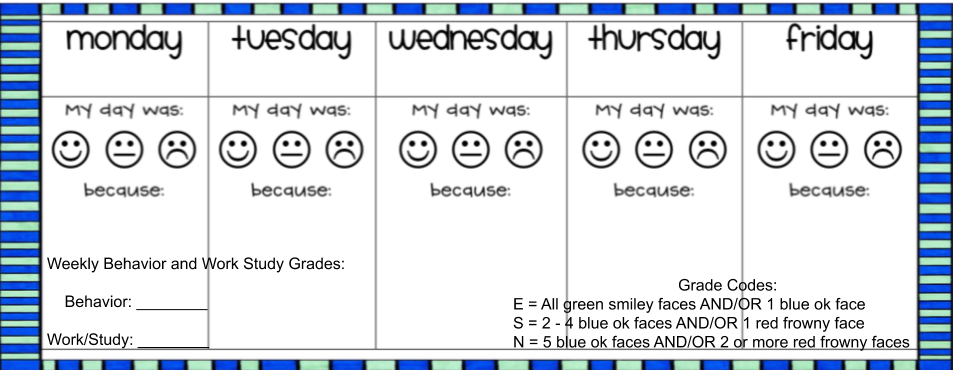 monday tuesday wednesday thursday friday
My day was: My day was: My day was: My day was: My day was:
because: because: because: because: because:
Weekly Behavior and Work Study Grades:
Behavior: ________
Work/Study: ________
Grade Codes:
E = All green smiley faces AND/OR 1 blue ok face
S = 2 - 4 blue ok faces AND/OR 1 red frowny face
N = 5 blue ok faces AND/OR 2 or more red frowny faces